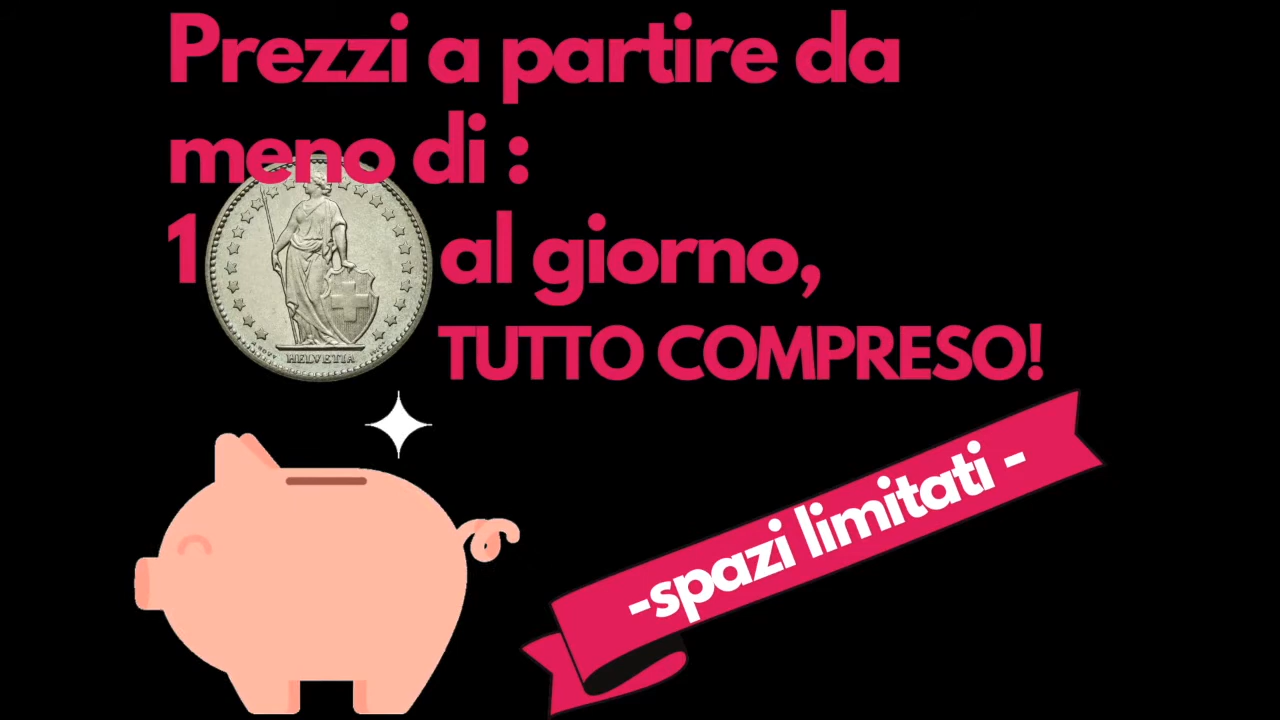 Prezzi a partire da
meno di :
1 al giorno,
HELVETIA
TUTTO COMPRESO!
-spazi limitati -